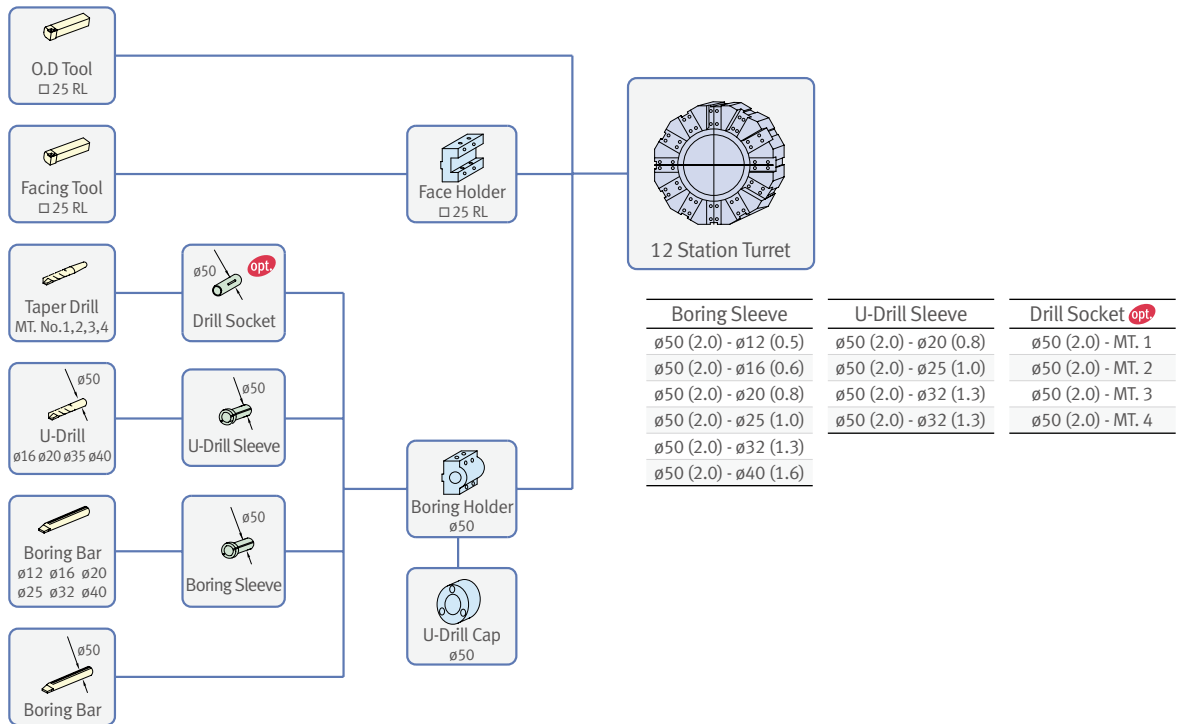 O.D Tool
□ 25 RL
Facing Tool
□ 25 RL
Face Holder
□ 25 RL
12 Station Turret
Taper Drill
MT. No.1,2,3,4
ø50
opt.
Drill Socket
ø50
U-Drill
ø16 ø20 ø35 ø40
ø50
U-Drill Sleeve
Boring Bar
ø12 ø16 ø20
ø25 ø32 ø40
ø50
Boring Sleeve
ø50
Boring Bar
Boring Holder
ø50
U-Drill Cap
ø50
Boring Sleeve
ø50 (2.0) - ø12 (0.5)
ø50 (2.0) - ø16 (0.6)
ø50 (2.0) - ø20 (0.8)
ø50 (2.0) - ø25 (1.0)
ø50 (2.0) - ø32 (1.3)
ø50 (2.0) - ø40 (1.6)
U-Drill Sleeve
ø50 (2.0) - ø20 (0.8)
ø50 (2.0) - ø25 (1.0)
ø50 (2.0) - ø32 (1.3)
ø50 (2.0) - ø32 (1.3)
Drill Socket opt.
ø50 (2.0) - MT. 1
ø50 (2.0) - MT. 2
ø50 (2.0) - MT. 3
ø50 (2.0) - MT. 4